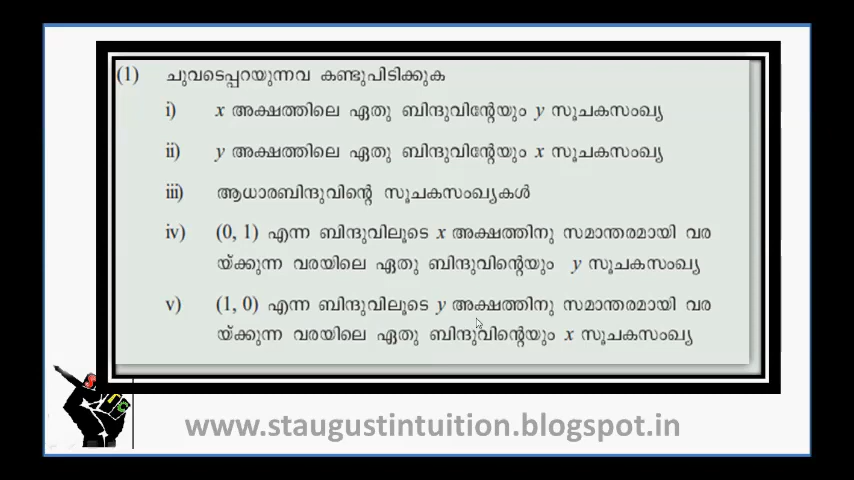 (1) ചുവടെപ്പറയുന്നവ കണ്ടുപിടിക്കുക
i) x അക്ഷത്തിലെ ഏതു ബിന്ദുവിന്റേയും y സൂചകസംഖ്യ
ii) y അക്ഷത്തിലെ ഏതു ബിന്ദുവിന്റേയും x സൂചകസംഖ്യ
iii) ആധാരബിന്ദുവിന്റെ സൂചകസംഖ്യകൾ
iv) (0, 1) എന്ന ബിന്ദുവിലൂടെ x അക്ഷത്തിനു സമാന്തരമായി വര
യ്ക്കുന്ന വരയിലെ ഏതു ബിന്ദുവിന്റെയും y സൂചകസംഖ്യ
v) (1, 0) എന്ന ബിന്ദുവിലൂടെ y അക്ഷത്തിനു സമാന്തരമായി വര
യ്ക്കുന്ന വരയിലെ ഏതു ബിന്ദുവിന്റെയും x സൂചകസംഖ്യ
www.staugustintuition.blogspot.in